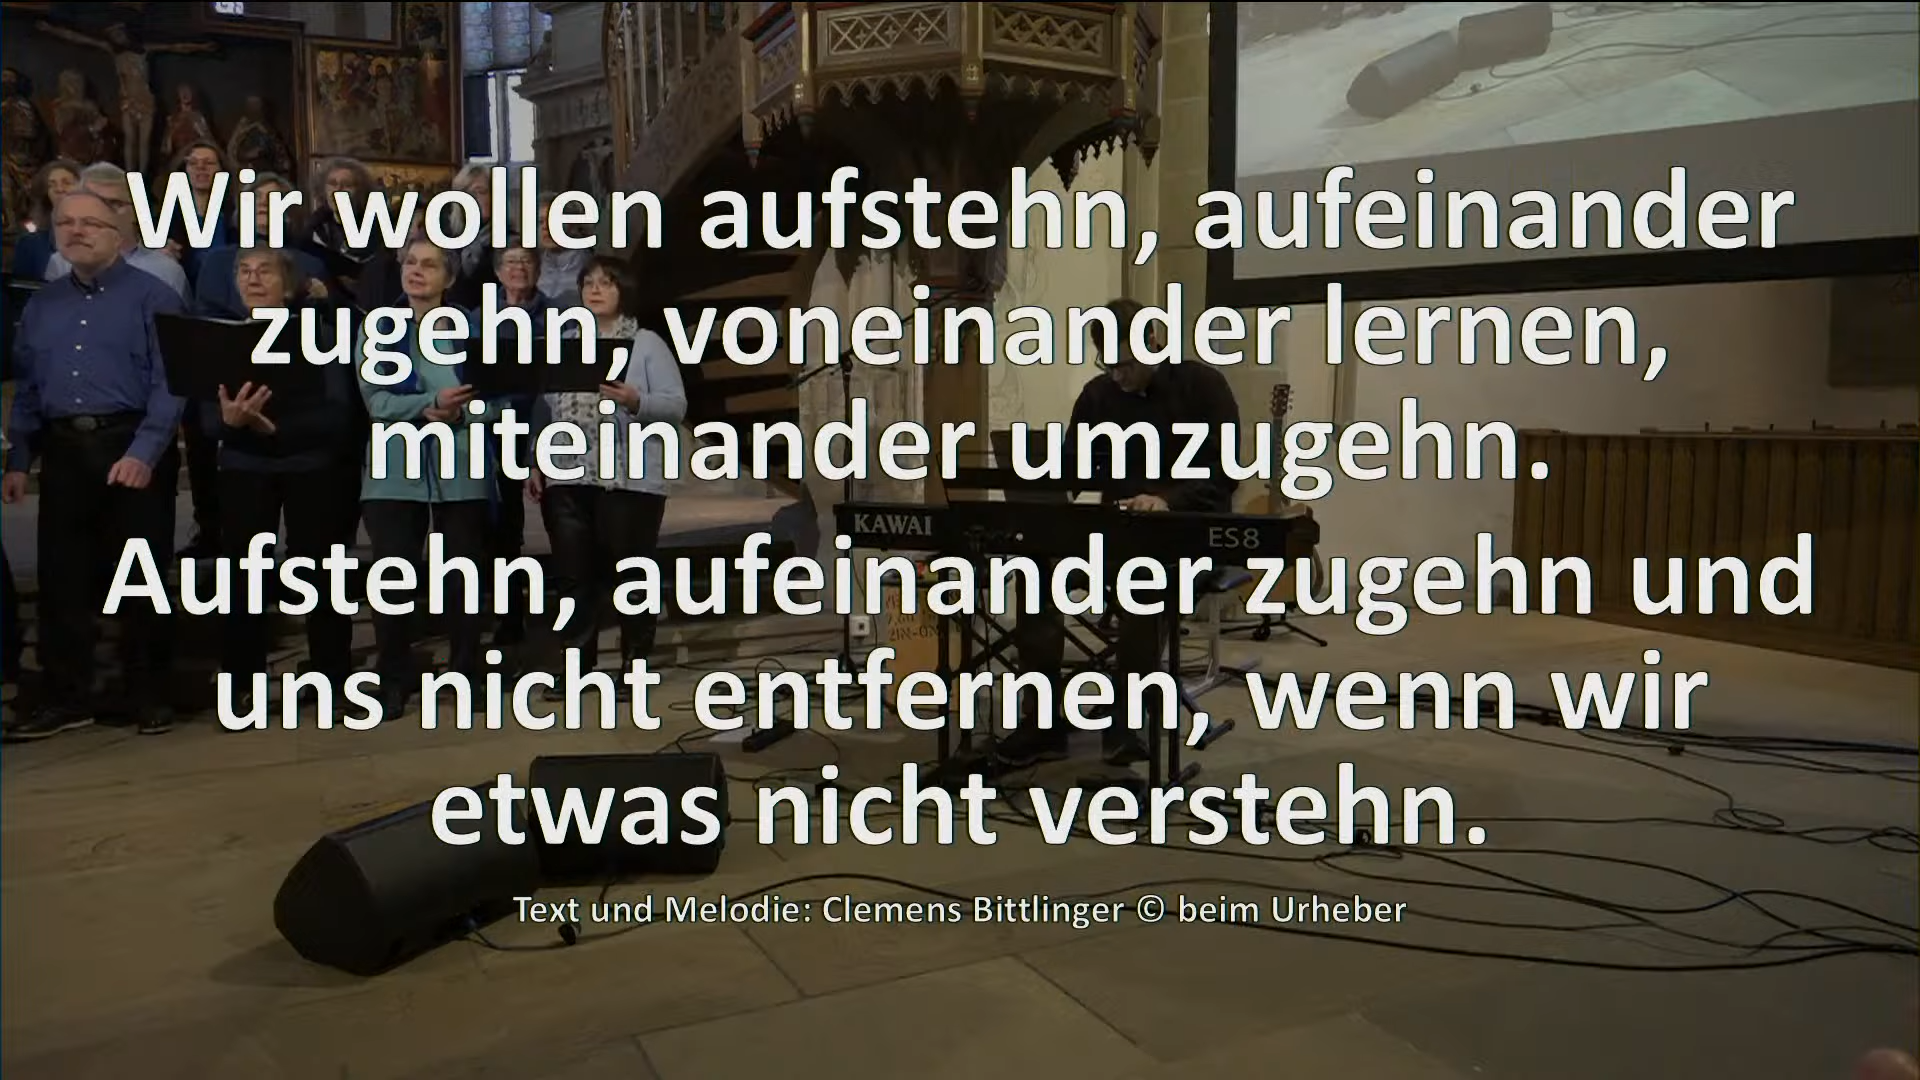 Wir wollen aufstehn, aufeinander
zugehn, voneinander lernen,
miteinander umzugehn.
KAWAI
ES8
Aufstehn, aufeinander zugehn und
uns nicht entfernen, wenn wir
etwas nicht verstehn.
Text und Melodie: Clemens Bittlinger © beim Urheber